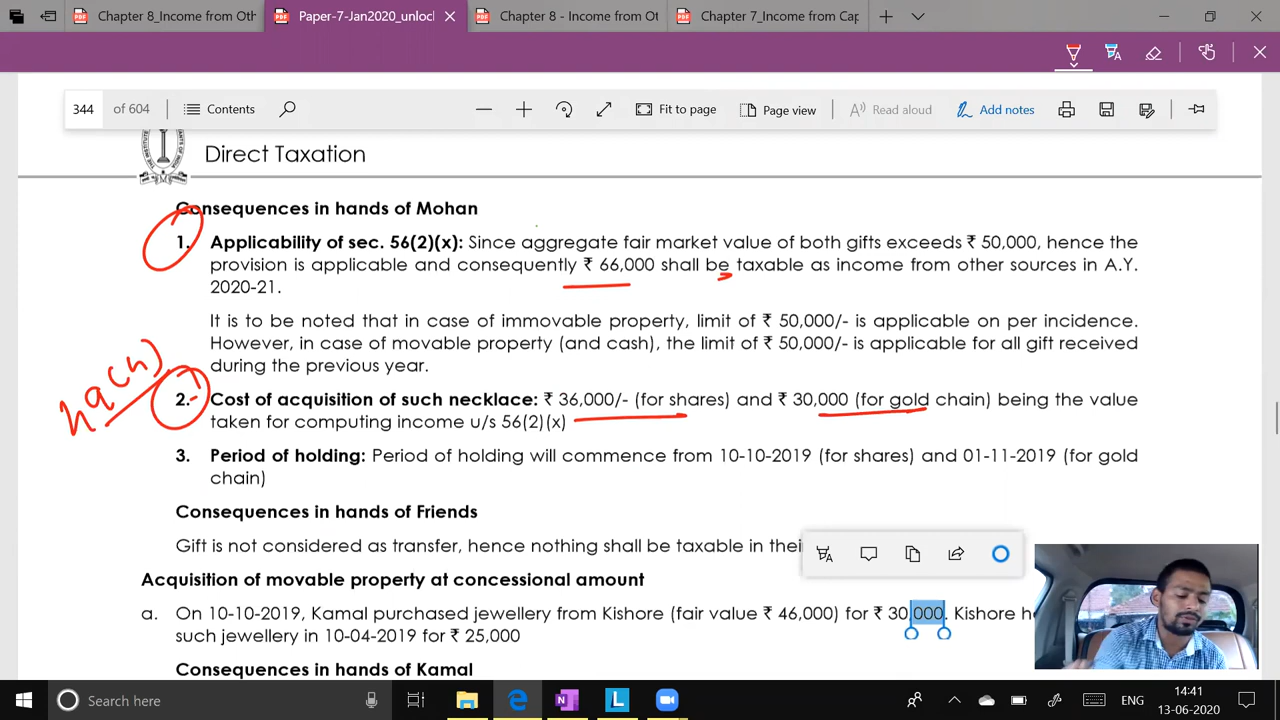 Chapter 6_Income from Oth
Paper-7-Jan2020_unlock
Chapter 8 - Income from Ot
Chapter 7_Income from Cap
344 of 604
Contents
Fit to page
Page view
Read aloud
Add notes
Direct Taxation
Consequences in hands of Mohan
1. Applicability of sec. 56(2)(x): Since aggregate fair market value of both gifts exceeds ₹ 50,000, hence the
provision is applicable and consequently ₹ 66,000 shall be taxable as income from other sources in A.Y.
2020-21.
It is to be noted that in case of immovable property, limit of ₹ 50,000/- is applicable on per incidence.
However, in case of movable property (and cash), the limit of ₹ 50,000/- is applicable for all gift received
during the previous year.
2. Cost of acquisition of such necklace: ₹ 36,000/- (for shares) and ₹ 30,000 (for gold chain) being the value
taken for computing income u/s 56(2)(x)
3. Period of holding: Period of holding will commence from 10-10-2019 (for shares) and 01-11-2019 (for gold
chain)
Consequences in hands of Friends
Gift is not considered as transfer, hence nothing shall be taxable in thei
Acquisition of movable property at concessional amount
a. On 10-10-2019, Kamal purchased jewellery from Kishore (fair value ₹ 46,000) for ₹ 30,000. Kishore h
such jewellery in 10-04-2019 for ₹ 25,000
Consequences in hands of Kamal
Search here
ENG
14:41
13-06-2020